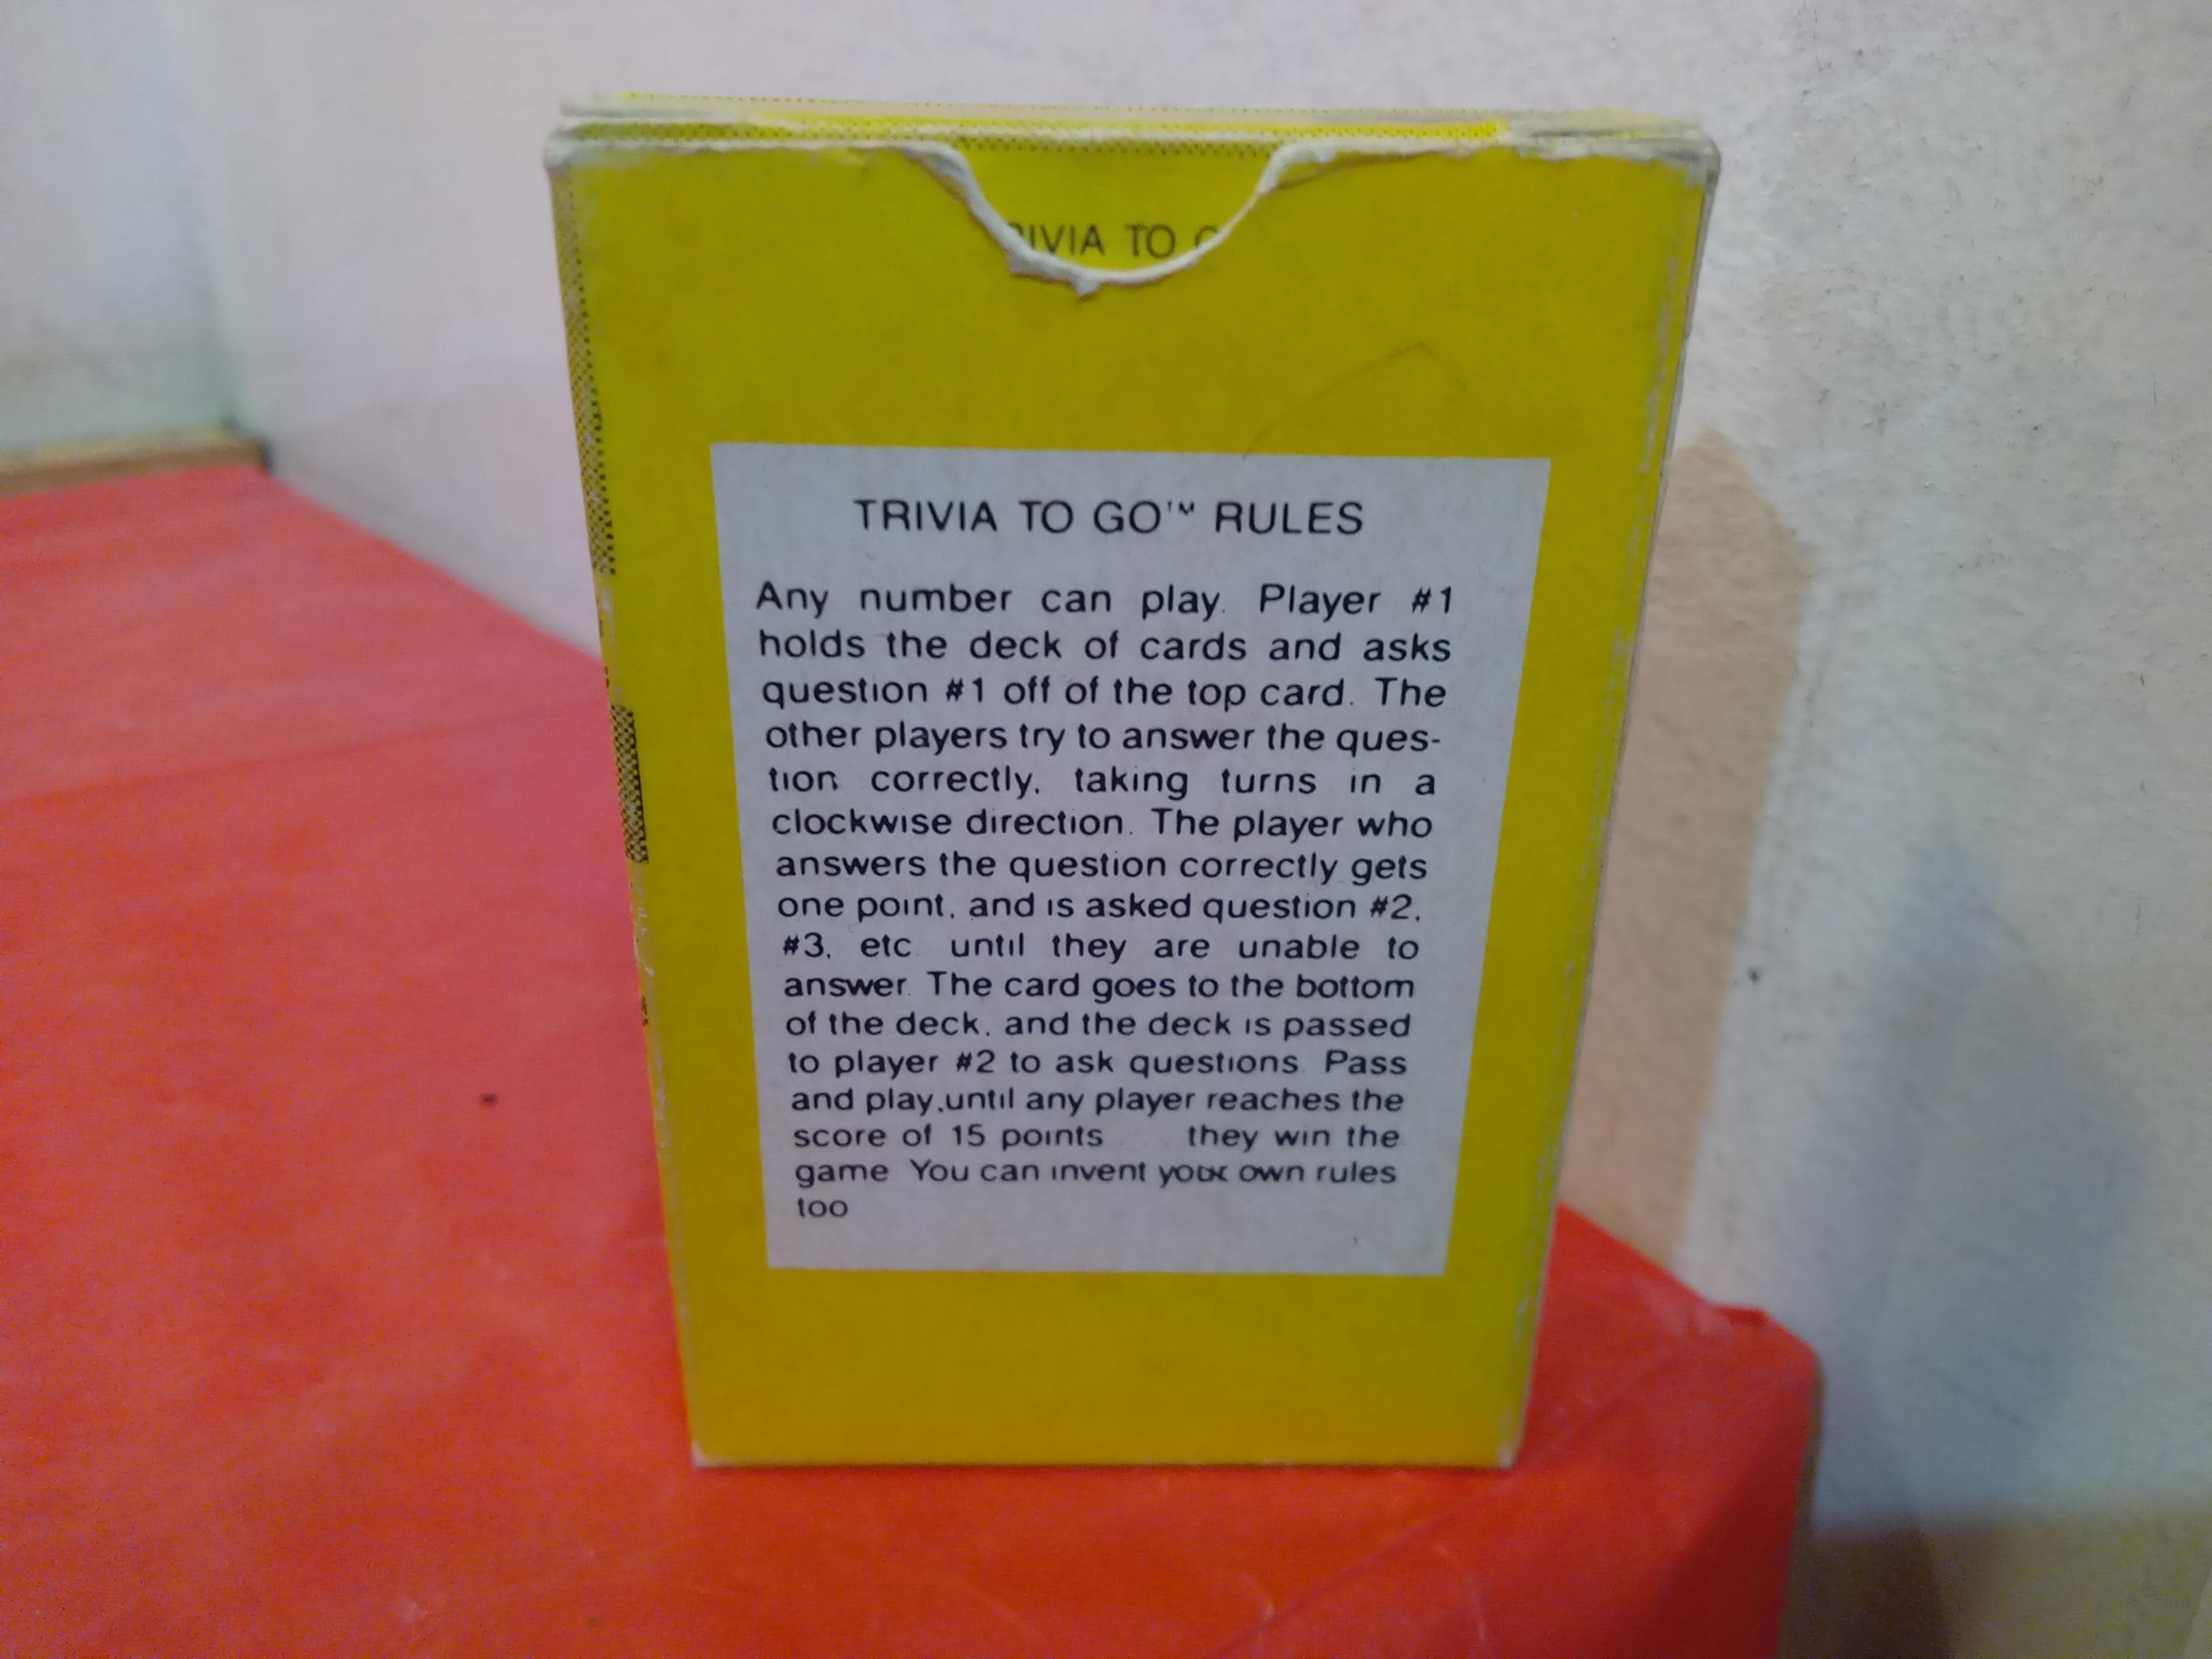 RIVIA TO G
TRIVIA TO GO™ RULES
Any number can play. Player #1
holds the deck of cards and asks
question #1 off of the top card. The
other players try to answer the ques-
tion correctly, taking turns in a
clockwise direction. The player who
answers the question correctly gets
one point, and is asked question #2,
#3, etc. until they are unable to
answer. The card goes to the bottom
of the deck, and the deck is passed
to player #2 to ask questions. Pass
and play,until any player reaches the
score of 15 points they win the
game You can invent your own rules
too